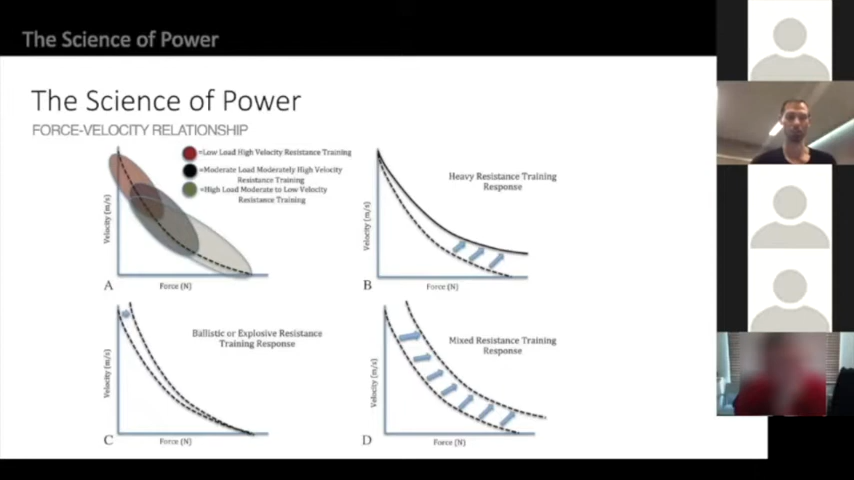 The Science of Power
The Science of Power
FORCE-VELOCITY RELATIONSHIP
=Low Load High Velocity Resistance Training
=Moderate Load Moderately High Velocity
Resistance Training
=High Load Moderate to Low Velocity
Resistance Training
Velocity (m/s)
Force (N)
A
Heavy Resistance Training
Response
Velocity (m/s)
Force (N)
B
Ballistic or Explosive Resistance
Training Response
Velocity (m/s)
Force (N)
C
Mixed Resistance Training
Response
Velocity (m/s)
Force (N)
D